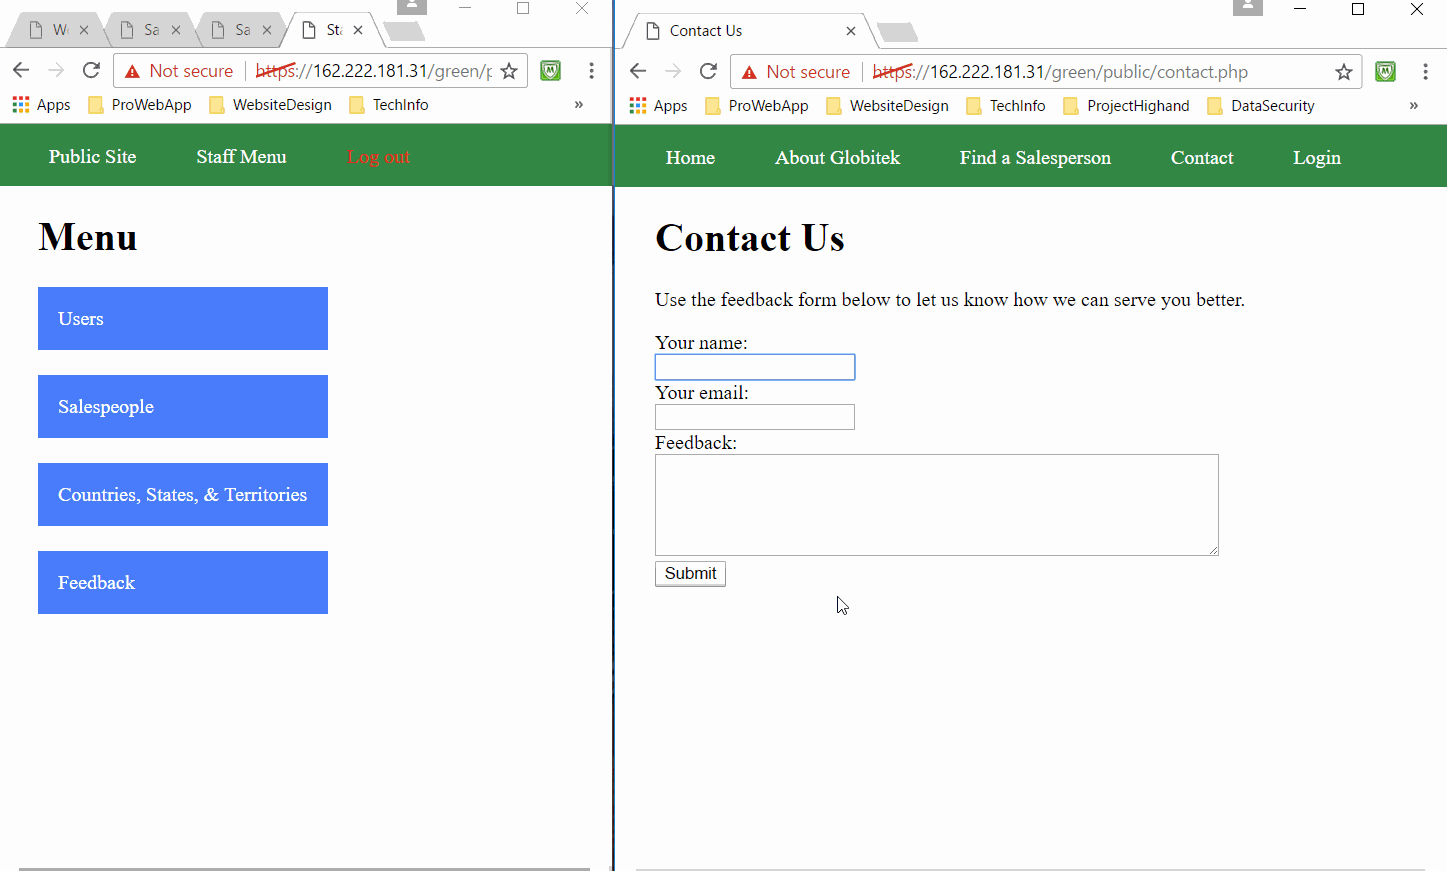 W
Sa
Sa
Sta
Not secure
https://162.222.181.31/green/p
Apps
ProWebApp
WebsiteDesign
TechInfo
»
Public Site
Staff Menu
Log out
Menu
Users
Salespeople
Countries, States, & Territories
Feedback
Contact Us
Not secure
https://162.222.181.31/green/public/contact.php
Apps
ProWebApp
WebsiteDesign
TechInfo
ProjectHighand
DataSecurity
»
Home
About Globitek
Find a Salesperson
Contact
Login
Contact Us
Use the feedback form below to let us know how we can serve you better.
Your name:
Your email:
Feedback:
Submit